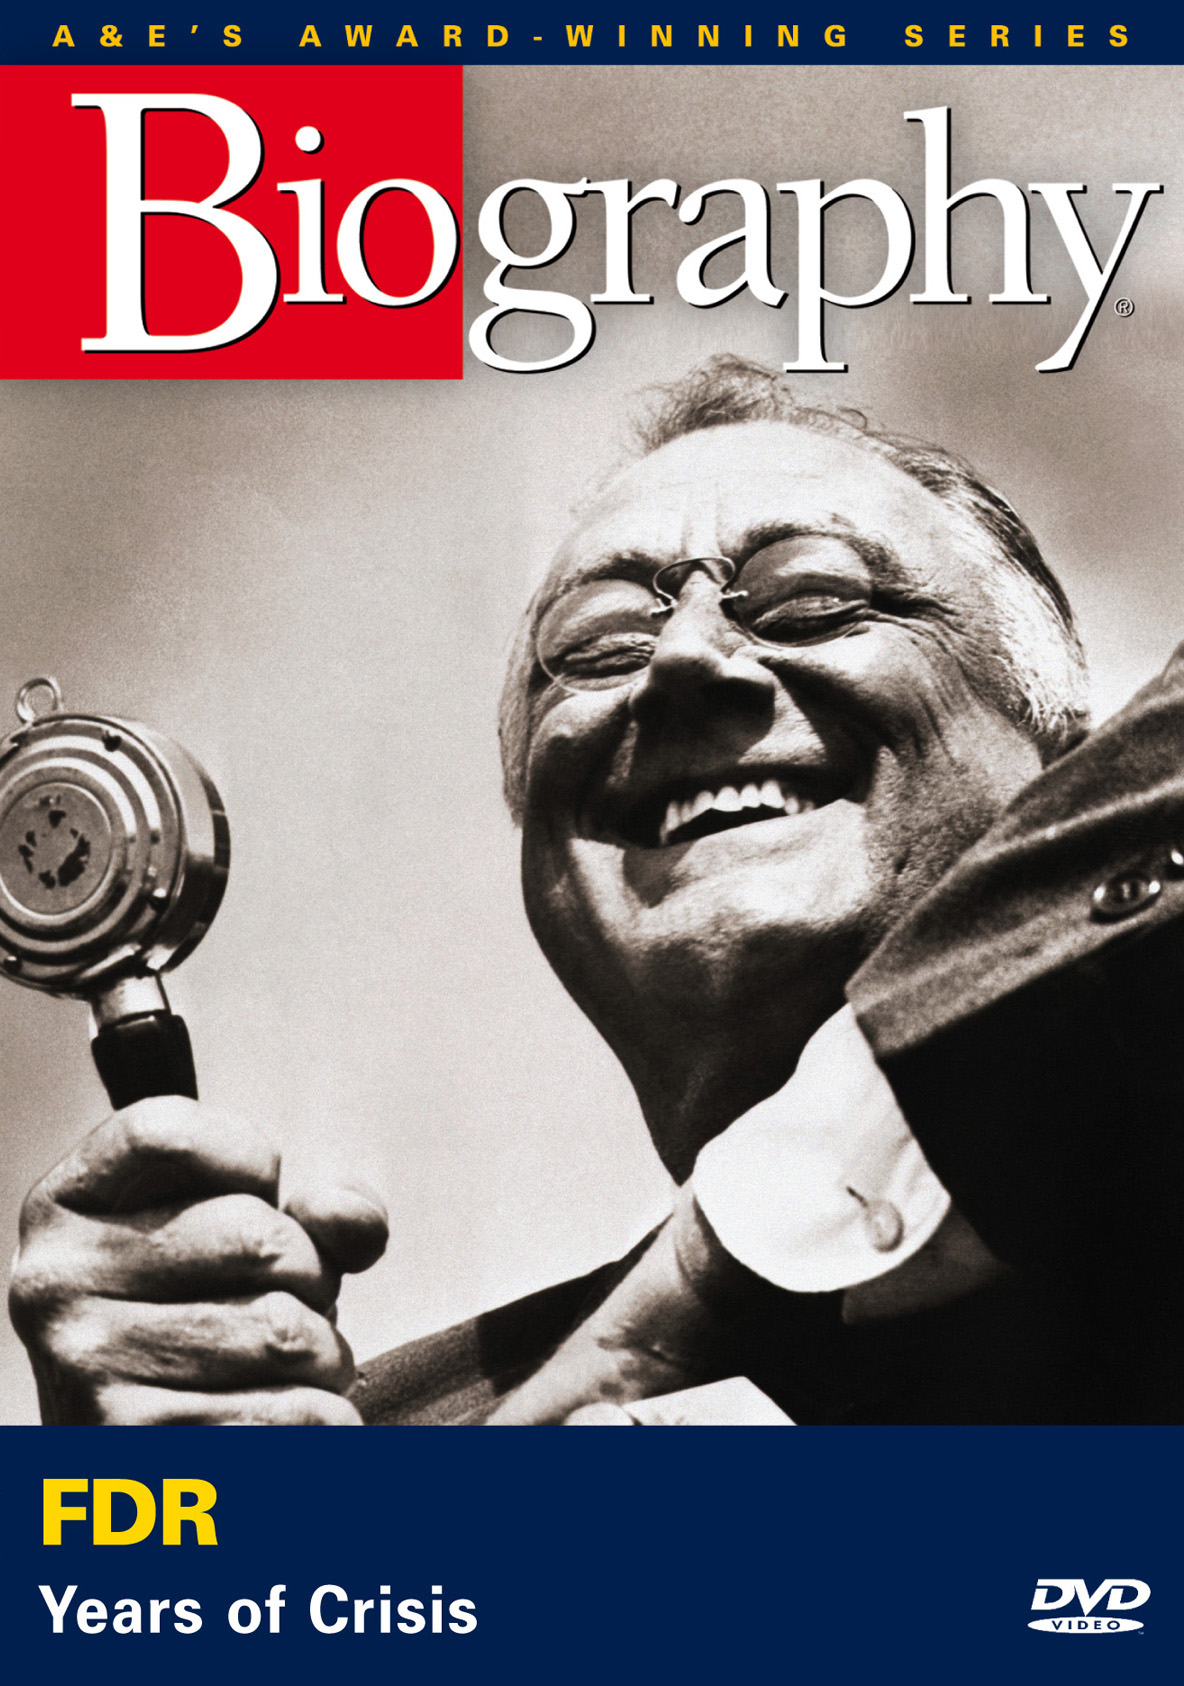 A&E'S AWARD-WINNING SERIES
Biography®
FDR
Years of Crisis
DVD
VIDEO